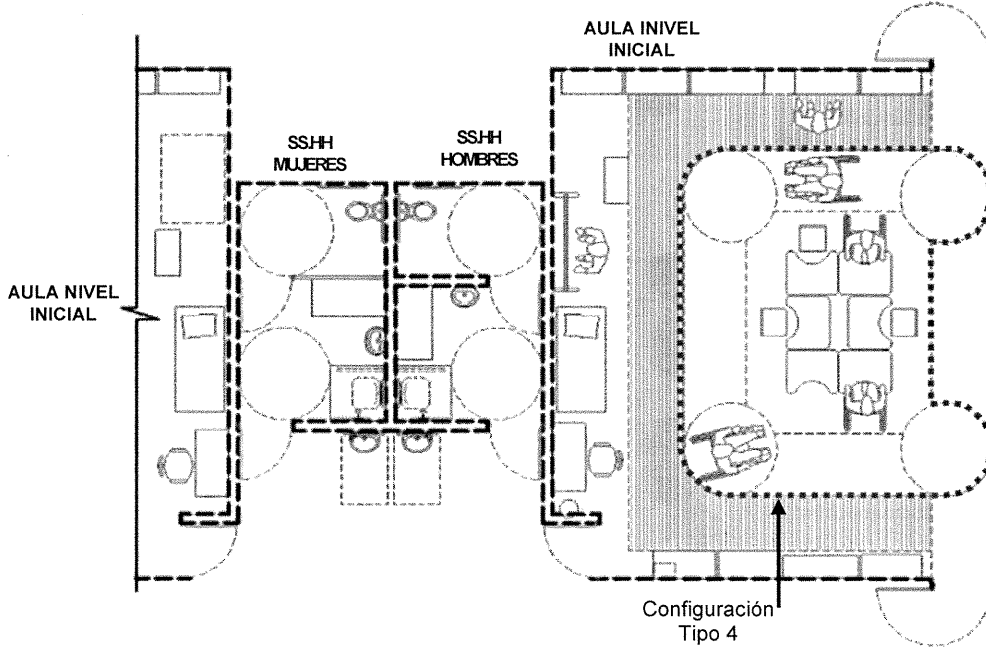 AULA INIVEL
INICIAL
SS.HH
MUJERES
SS.HH
HOMBRES
AULA NIVEL
INICIAL
Configuración
Tipo 4